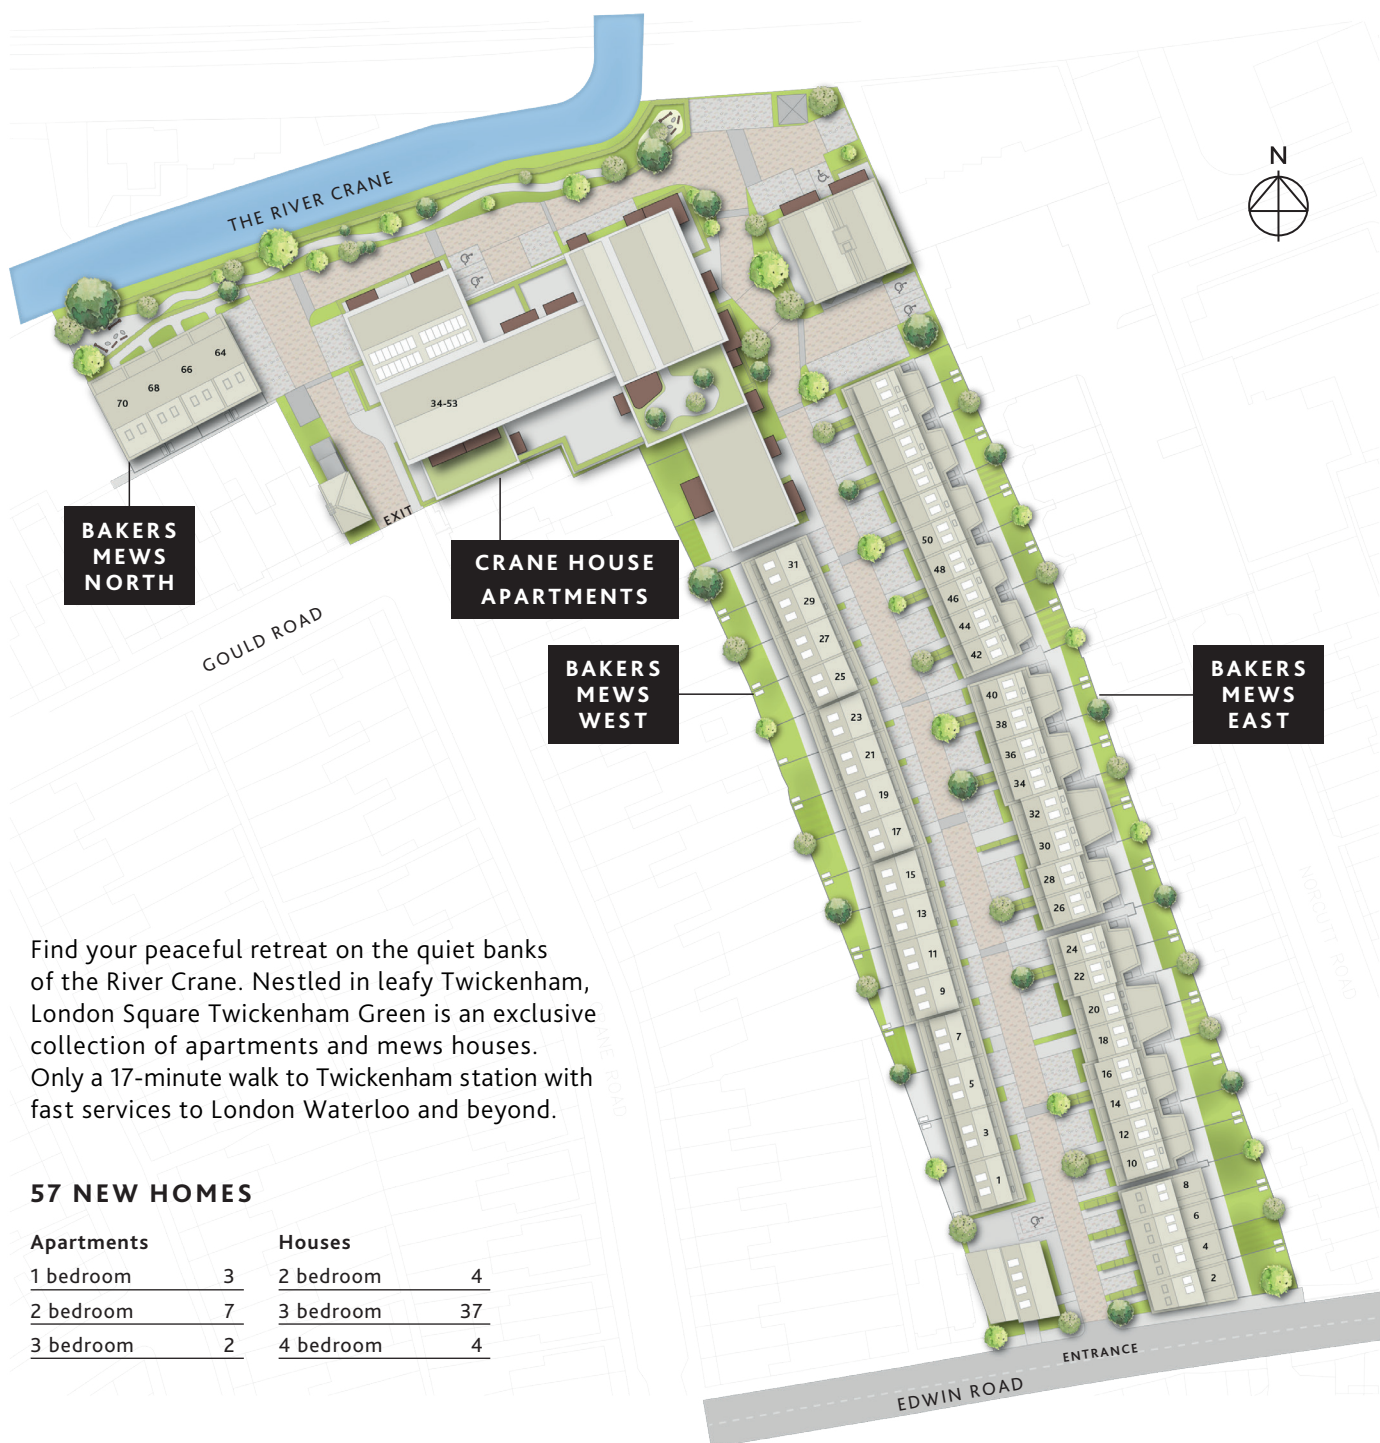 THE RIVER CRANE
N
64
66
68
70
34-53
EXIT
BAKERS
MEWS
NORTH
CRANE HOUSE
APARTMENTS
GOULD ROAD
BAKERS
MEWS
WEST
BAKERS
MEWS
EAST
31
29
27
25
23
21
19
17
15
13
11
9
7
5
3
1
50
48
46
44
42
40
38
36
34
32
30
28
26
24
22
20
18
16
14
12
10
8
6
4
2
Find your peaceful retreat on the quiet banks
of the River Crane. Nestled in leafy Twickenham,
London Square Twickenham Green is an exclusive
collection of apartments and mews houses.
Only a 17-minute walk to Twickenham station with
fast services to London Waterloo and beyond.
57 NEW HOMES
Apartments
1 bedroom 3
2 bedroom 7
3 bedroom 2
Houses
2 bedroom 4
3 bedroom 37
4 bedroom 4
ENTRANCE
EDWIN ROAD